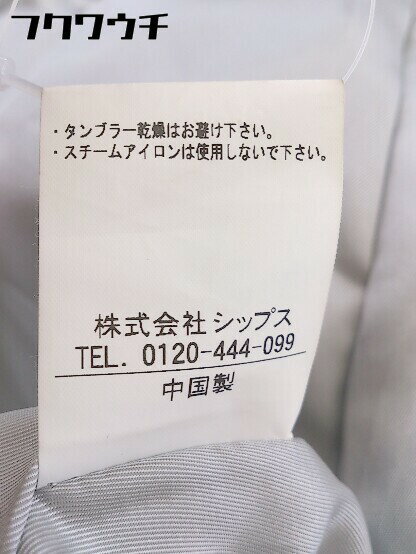 フクワウチ
・タンブラー乾燥はお避け下さい。
・スチームアイロンは使用しないで下さい。
株式会社シップス
TEL. 0120-444-099
中国製